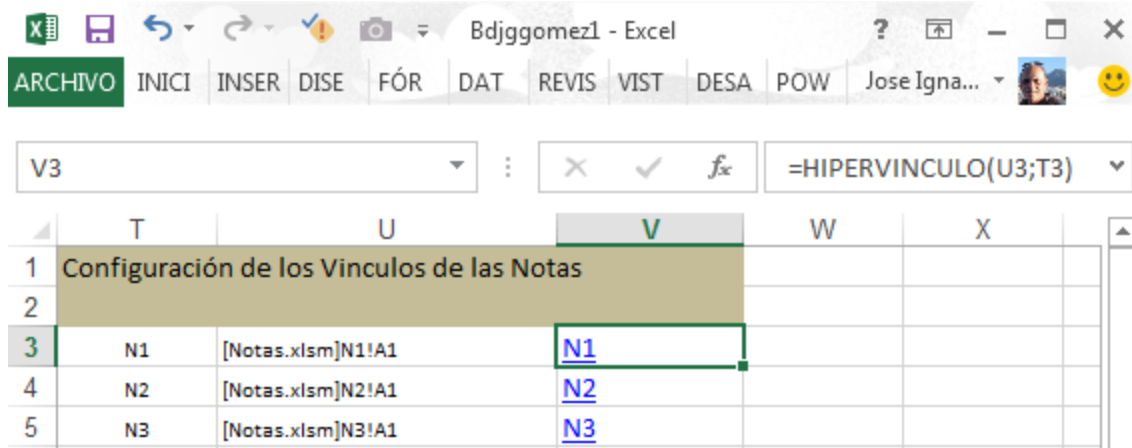 Bdjggomez1 - Excel ?
ARCHIVO INICI INSER DISE FÓR DAT REVIS VIST DESA POW Jose Igna...
V3 fx =HIPERVINCULO(U3;T3)
T U V W X
1 Configuración de los Vinculos de las Notas
2
3 N1 [Notas.xlsm]N1!A1 N1
4 N2 [Notas.xlsm]N2!A1 N2
5 N3 [Notas.xlsm]N3!A1 N3